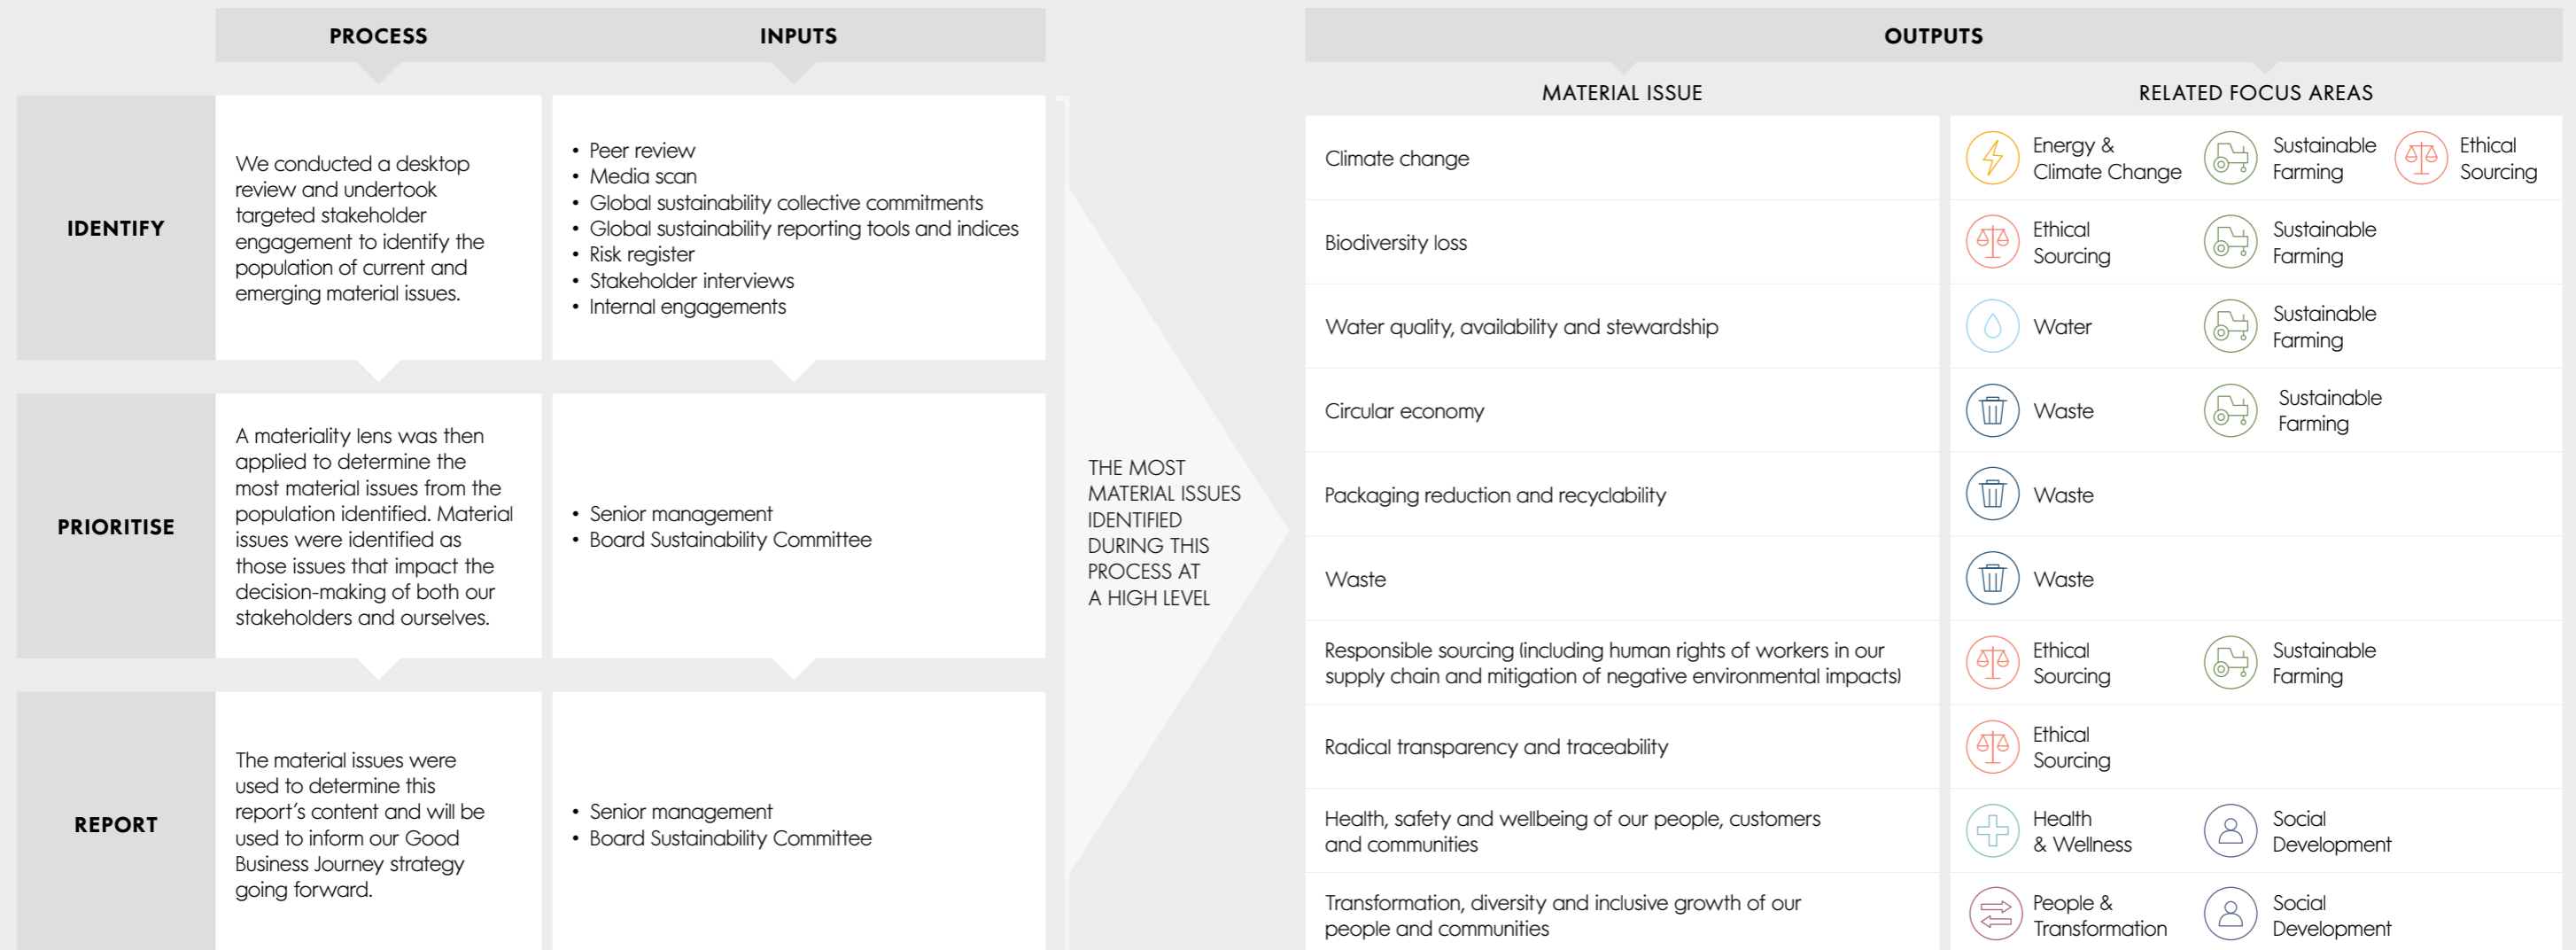 PROCESS
INPUTS
IDENTIFY
We conducted a desktop
review and undertook
targeted stakeholder
engagement to identify the
population of current and
emerging material issues.
• Peer review
• Media scan
• Global sustainability collective commitments
• Global sustainability reporting tools and indices
• Risk register
• Stakeholder interviews
• Internal engagements
PRIORITISE
A materiality lens was then
applied to determine the
most material issues from the
population identified. Material
issues were identified as
those issues that impact the
decision-making of both our
stakeholders and ourselves.
• Senior management
• Board Sustainability Committee
REPORT
The material issues were
used to determine this
report’s content and will be
used to inform our Good
Business Journey strategy
going forward.
• Senior management
• Board Sustainability Committee
THE MOST
MATERIAL ISSUES
IDENTIFIED
DURING THIS
PROCESS AT
A HIGH LEVEL
OUTPUTS
MATERIAL ISSUE
RELATED FOCUS AREAS
Climate change
Energy &
Climate Change
Sustainable
Farming
Ethical
Sourcing
Biodiversity loss
Ethical
Sourcing
Sustainable
Farming
Water quality, availability and stewardship
Water
Sustainable
Farming
Circular economy
Waste
Sustainable
Farming
Packaging reduction and recyclability
Waste
Waste
Waste
Responsible sourcing (including human rights of workers in our
supply chain and mitigation of negative environmental impacts)
Ethical
Sourcing
Sustainable
Farming
Radical transparency and traceability
Ethical
Sourcing
Health, safety and wellbeing of our people, customers
and communities
Health
& Wellness
Social
Development
Transformation, diversity and inclusive growth of our
people and communities
People &
Transformation
Social
Development